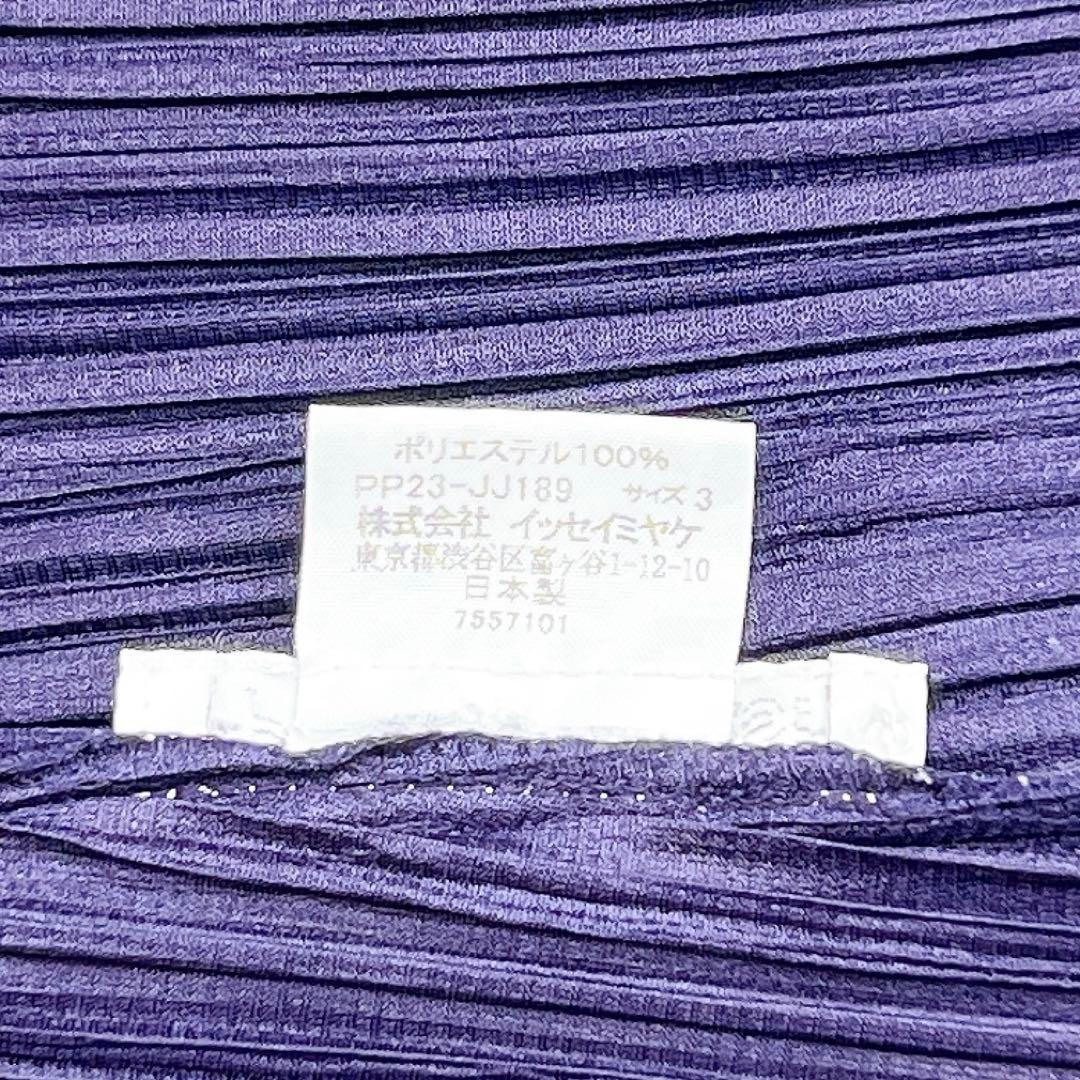 ポリエステル100%
PP23-JJ189 サイズ 3
株式会社 イッセイミヤケ
東京都渋谷区富ヶ谷1-12-10
日本製
7557101